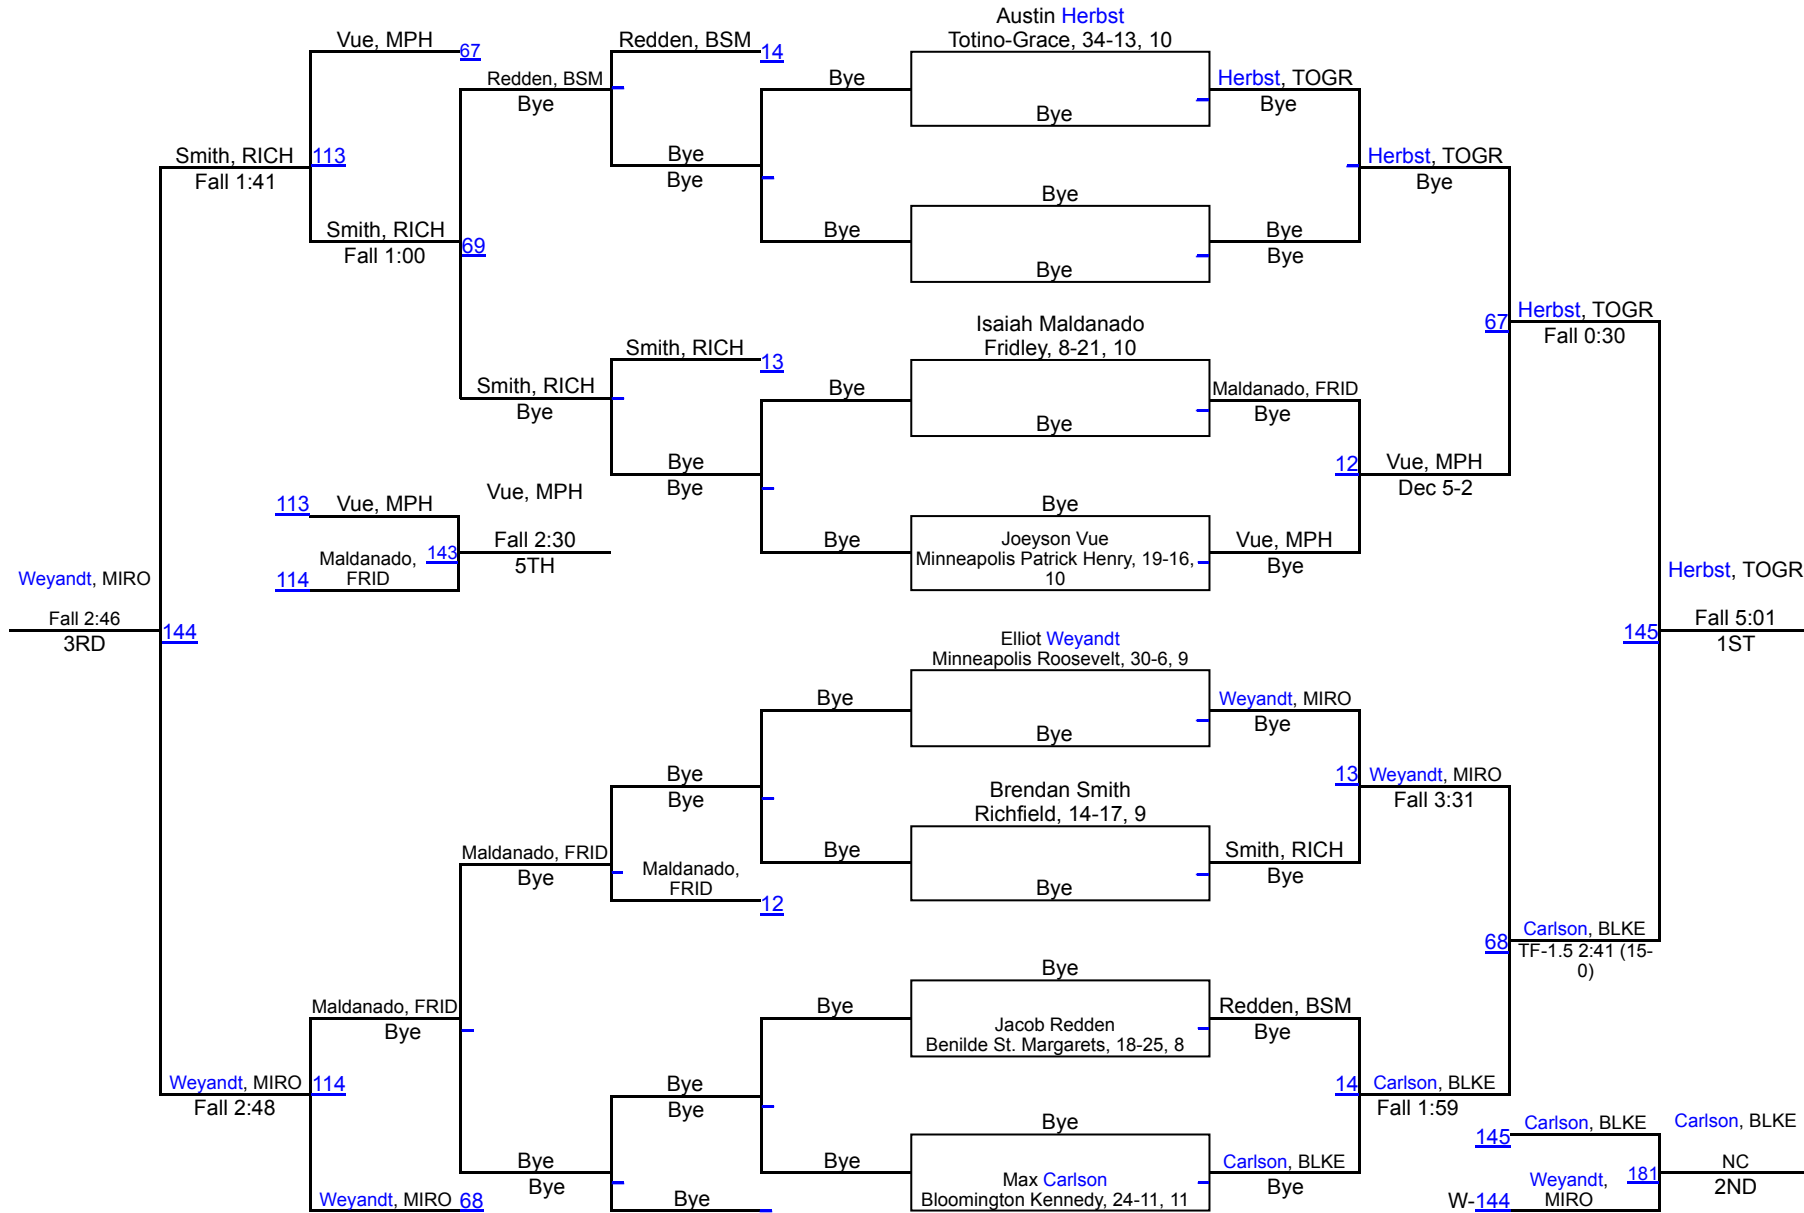 Austin Herbst
Totino-Grace, 34-13, 10
Vue, MPH
67
Redden, BSM
14
Redden, BSM
Bye
Bye
Bye
Herbst, TOGR
Bye
Smith, RICH
113
Fall 1:41
Bye
Bye
Herbst, TOGR
Bye
Bye
Smith, RICH
Fall 1:00
69
Bye
Bye
Bye
Bye
Isaiah Maldanado
Fridley, 8-21, 10
67
Herbst, TOGR
Fall 0:30
Smith, RICH
13
Smith, RICH
Bye
Bye
Bye
Maldanado, FRID
Bye
Bye
Bye
12
Vue, MPH
Dec 5-2
113
Vue, MPH
Vue, MPH
Bye
Maldanado,
FRID
143
Fall 2:30
5TH
114
Bye
Joeyson Vue
Minneapolis Patrick Henry, 19-16,
10
Vue, MPH
Bye
Weyandt, MIRO
Fall 2:46
3RD
144
Herbst, TOGR
145
Fall 5:01
1ST
Elliot Weyandt
Minneapolis Roosevelt, 30-6, 9
Bye
Bye
Weyandt, MIRO
Bye
Bye
Bye
Brendan Smith
Richfield, 14-17, 9
13
Weyandt, MIRO
Fall 3:31
Maldanado, FRID
Bye
Maldanado,
FRID
12
Bye
Bye
Smith, RICH
Bye
68
Carlson, BLKE
TF-1.5 2:41 (15-
0)
Maldanado, FRID
Bye
Bye
Bye
Jacob Redden
Benilde St. Margarets, 18-25, 8
Redden, BSM
Bye
Weyandt, MIRO
114
Fall 2:48
Bye
Bye
14
Carlson, BLKE
Fall 1:59
Bye
Bye
Bye
Bye
Max Carlson
Bloomington Kennedy, 24-11, 11
Carlson, BLKE
Bye
Weyandt, MIRO
68
Bye
145
Carlson, BLKE
Carlson, BLKE
W-144
Weyandt,
MIRO
181
NC
2ND